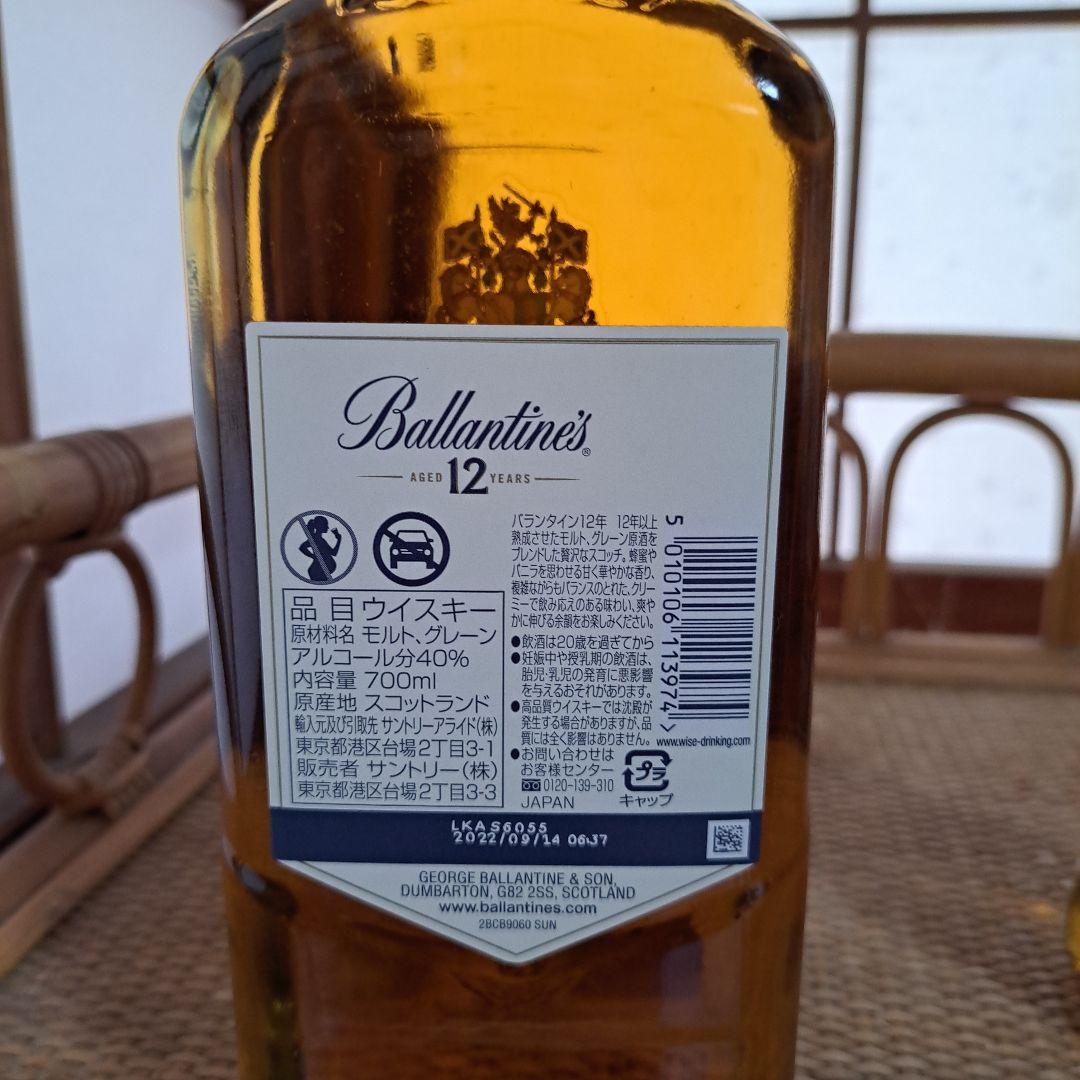 Ballantine's®
AGED 12 YEARS
品目 ウイスキー
原材料名 モルト、グレーン
アルコール分40%
内容量 700ml
原産地 スコットランド
輸入元及び引取先 サントリーアライド(株)
東京都港区台場2丁目3-1
販売者 サントリー(株)
東京都港区台場2丁目3-3
バランタイン12年 12年以上
熟成させたモルト、グレーン原酒を
ブレンドした贅沢なスコッチ。蜂蜜や
バニラを思わせる甘く華やかな香り、
複雑ながらもバランスのとれた、クリー
ミーで飲み応えのある味わい、爽や
かに伸びる余韻をお楽しみください。
●飲酒は20歳を過ぎてから
●妊娠中や授乳期の飲酒は、
胎児・乳児の発育に悪影響
を与えるおそれがあります。
●高品質ウイスキーでは沈殿が
発生する場合がありますが、品
質には全く影響はありません。
●お問い合わせは
お客様センター
0120-139-310
JAPAN
5 010106 113974 >
www.wise-drinking.com
プラ
キャップ
LKAS6055
2022/09/14 06:37
GEORGE BALLANTINE & SON,
DUMBARTON, G82 2SS, SCOTLAND
www.ballantines.com
2BCB9060 SUN